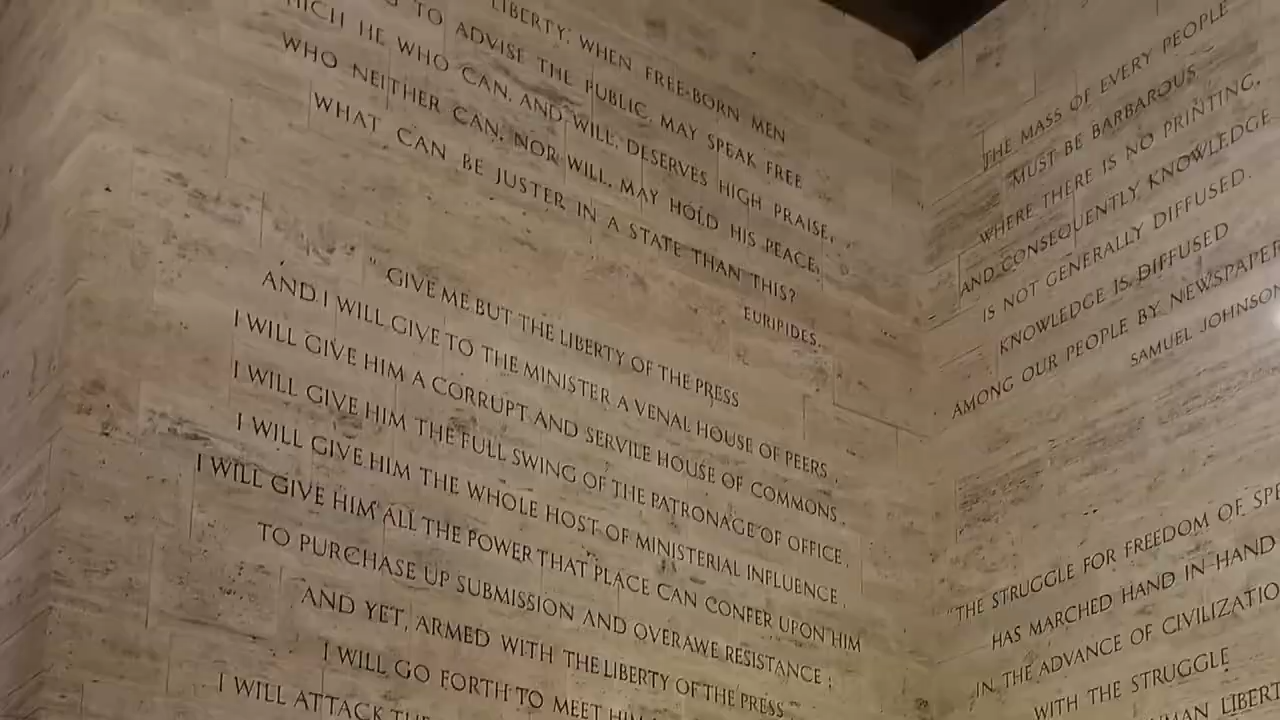 LIBERTY, WHEN FREE-BORN MEN
TO ADVISE THE PUBLIC, MAY SPEAK FREE
HE WHO CAN, AND WILL, DESERVES HIGH PRAISE,
WHO NEITHER CAN, NOR WILL, MAY HOLD HIS PEACE,
WHAT CAN BE JUSTER IN A STATE THAN THIS?
EURIPIDES.
" GIVE ME BUT THE LIBERTY OF THE PRESS
AND I WILL GIVE TO THE MINISTER A VENAL HOUSE OF PEERS,
I WILL GIVE HIM A CORRUPT AND SERVILE HOUSE OF COMMONS,
I WILL GIVE HIM THE FULL SWING OF THE PATRONAGE OF OFFICE,
I WILL GIVE HIM THE WHOLE HOST OF MINISTERIAL INFLUENCE,
I WILL GIVE HIM ALL THE POWER THAT PLACE CAN CONFER UPON HIM
TO PURCHASE UP SUBMISSION AND OVERAWE RESISTANCE;
AND YET, ARMED WITH THE LIBERTY OF THE PRESS
I WILL GO FORTH TO MEET
I WILL ATTACK
THE MASS OF EVERY PEOPLE
MUST BE BARBAROUS
WHERE THERE IS NO PRINTING,
AND CONSEQUENTLY KNOWLEDGE
IS NOT GENERALLY DIFFUSED.
KNOWLEDGE IS DIFFUSED
AMONG OUR PEOPLE BY NEWSPAPER
SAMUEL JOHNSON
"THE STRUGGLE FOR FREEDOM OF SPE
HAS MARCHED HAND IN HAND
IN THE ADVANCE OF CIVILIZATIO
WITH THE STRUGGLE
MAN LIBERT